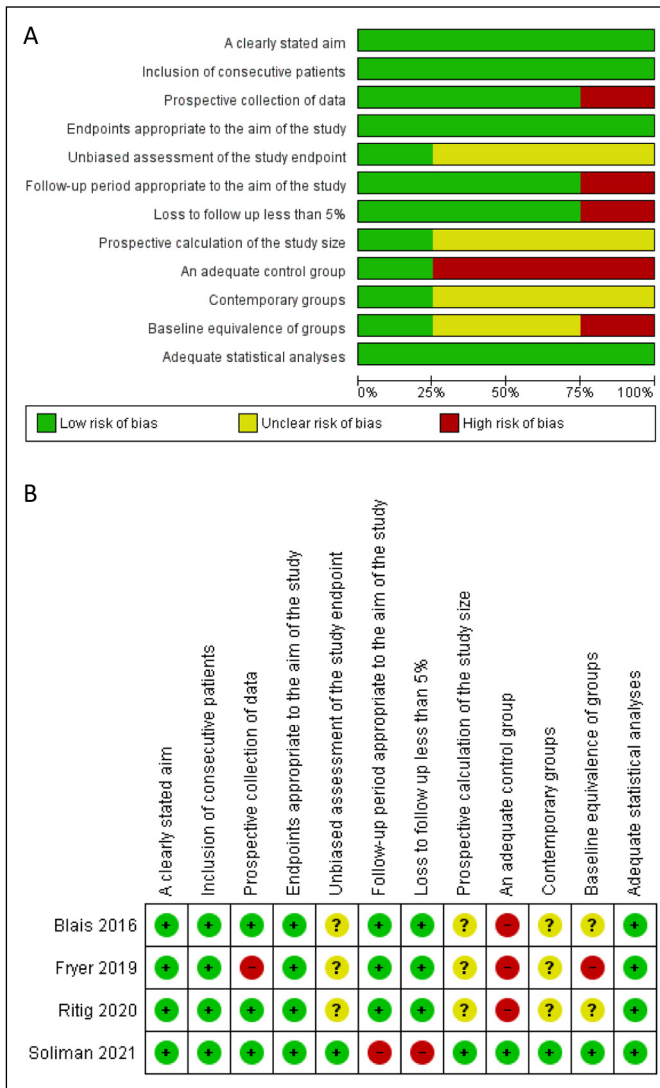 A
A clearly stated aim
Inclusion of consecutive patients
Prospective collection of data
Endpoints appropriate to the aim of the study
Unbiased assessment of the study endpoint
Follow-up period appropriate to the aim of the study
Loss to follow up less than 5%
Prospective calculation of the study size
An adequate control group
Contemporary groups
Baseline equivalence of groups
Adequate statistical analyses
0% 25% 50% 75% 100%
Low risk of bias Unclear risk of bias High risk of bias
B
A clearly stated aim
Inclusion of consecutive patients
Prospective collection of data
Endpoints appropriate to the aim of the study
Unbiased assessment of the study endpoint
Follow-up period appropriate to the aim of the study
Loss to follow up less than 5%
Prospective calculation of the study size
An adequate control group
Contemporary groups
Baseline equivalence of groups
Adequate statistical analyses
Blais 2016 + + + + ? + + ? - ? ? +
Fryer 2019 + + - + ? + + ? - ? - +
Ritig 2020 + + + + ? + + ? - ? ? +
Soliman 2021 + + + + + - - + + + + +